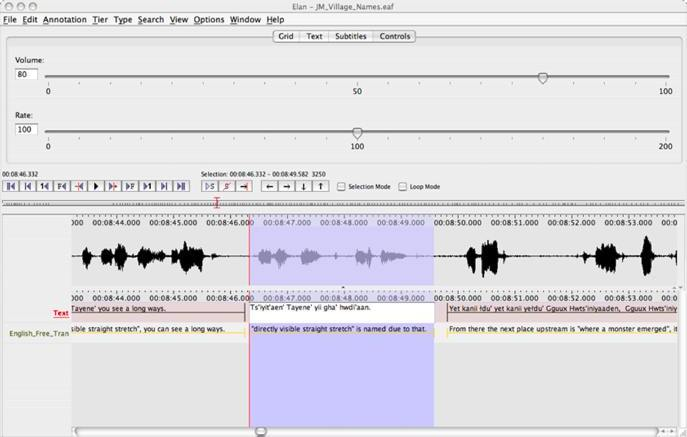 Elan - JM_Village_Names.eaf
File Edit Annotation Tier Type Search View Options Window Help
Grid Text Subtitles Controls
Volume:
80
0 50 100
Rate:
100
0 100 200
00:08:46.332 Selection: 00:08:46.332 - 00:08:49.582 3250
Selection Mode Loop Mode
00:08:44.000 00:08:45.000 00:08:46.000 00:08:47.000 00:08:48.000 00:08:49.000 00:08:50.000 00:08:51.000 00:08:52.000 00:08:53.000
00:08:44.000 00:08:45.000 00:08:46.000 00:08:47.000 00:08:48.000 00:08:49.000 00:08:50.000 00:08:51.000 00:08:52.000 00:08:53.000
Text
Tayene' you see a long ways.
Ts'iyit'aen' Tayene' yii gha' hwdi'aan.
Gguux Hwts'iniyaaden, Gguux Hwts'iniy
English_Free_Tran
sible straight stretch", you can see a long ways.
"directly visible straight stretch" is named due to that.
From there the next place upstream is "where a monster emerged", it